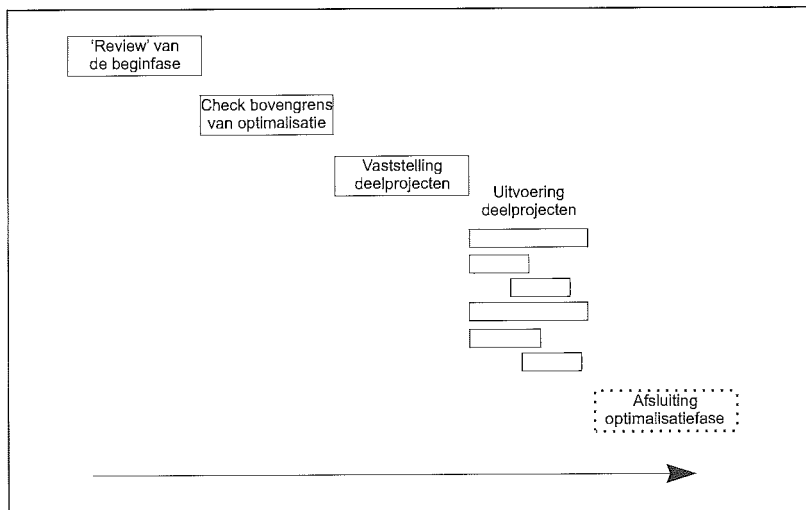 'Review' van
de beginfase
Check bovengrens
van optimalisatie
Vaststelling
deelprojecten
Uitvoering
deelprojecten
Afsluiting
optimalisatiefase